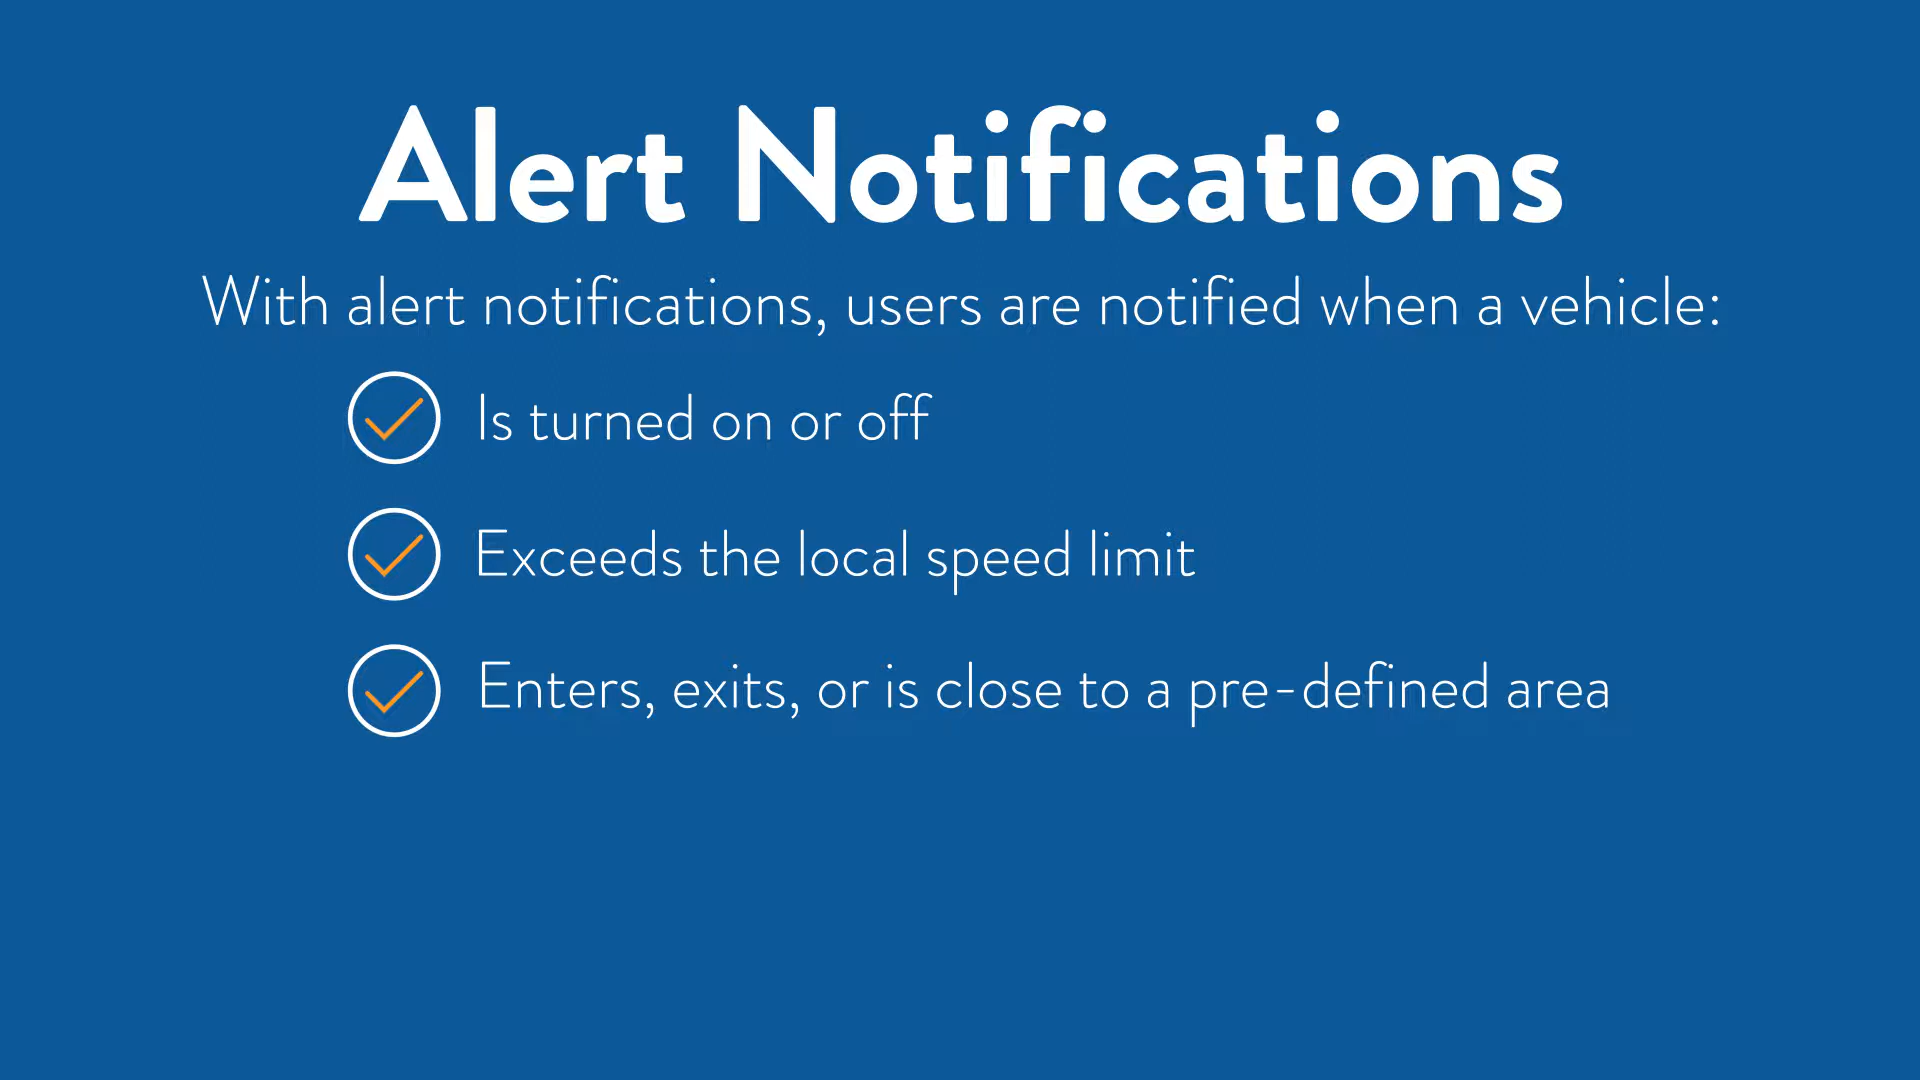 Alert Notifications
With alert notifications, users are notified when a vehicle:
Is turned on or off
Exceeds the local speed limit
Enters, exits, or is close to a pre-defined area